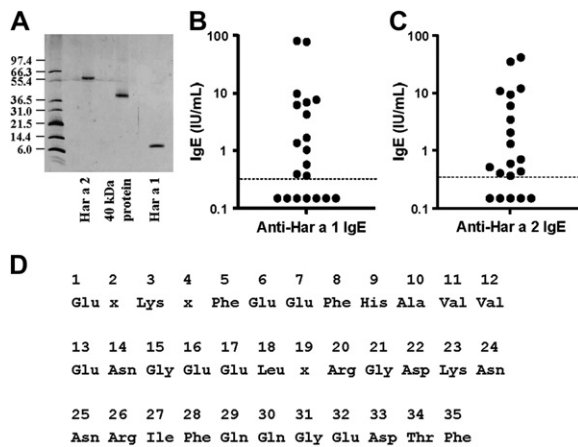 A
97.4
66.3
55.4
36.5
31.0
21.5
14.4
6.0
Har a 2
40 kDa
protein
Har a 1
B
IgE (IU/mL)
100
10
1
0.1
Anti-Har a 1 IgE
C
IgE (IU/mL)
100
10
1
0.1
Anti-Har a 2 IgE
D
1 2 3 4 5 6 7 8 9 10 11 12
Glu x Lys x Phe Glu Glu Phe His Ala Val Val
13 14 15 16 17 18 19 20 21 22 23 24
Glu Asn Gly Glu Glu Leu x Arg Gly Asp Lys Asn
25 26 27 28 29 30 31 32 33 34 35
Asn Arg Ile Phe Gln Gln Gly Glu Asp Thr Phe